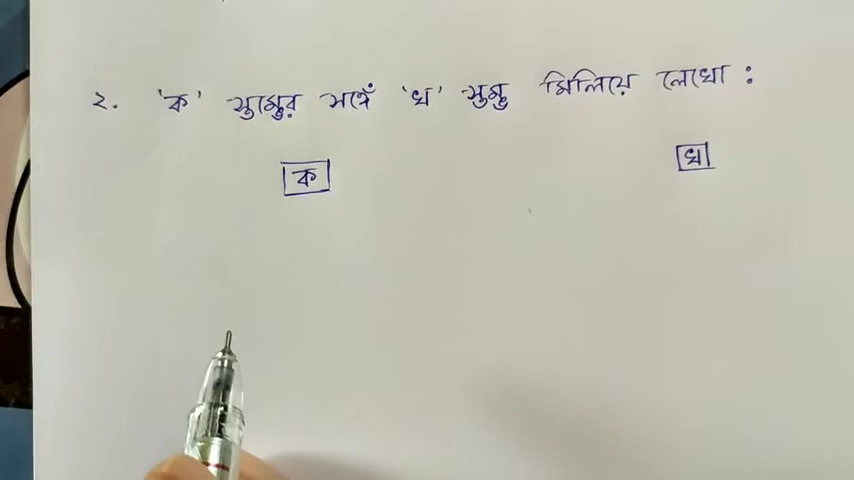 ২. 'ক' স্তম্ভের সঙ্গে 'খ' স্তম্ভ মিলিয়ে লেখো :
ক
খ